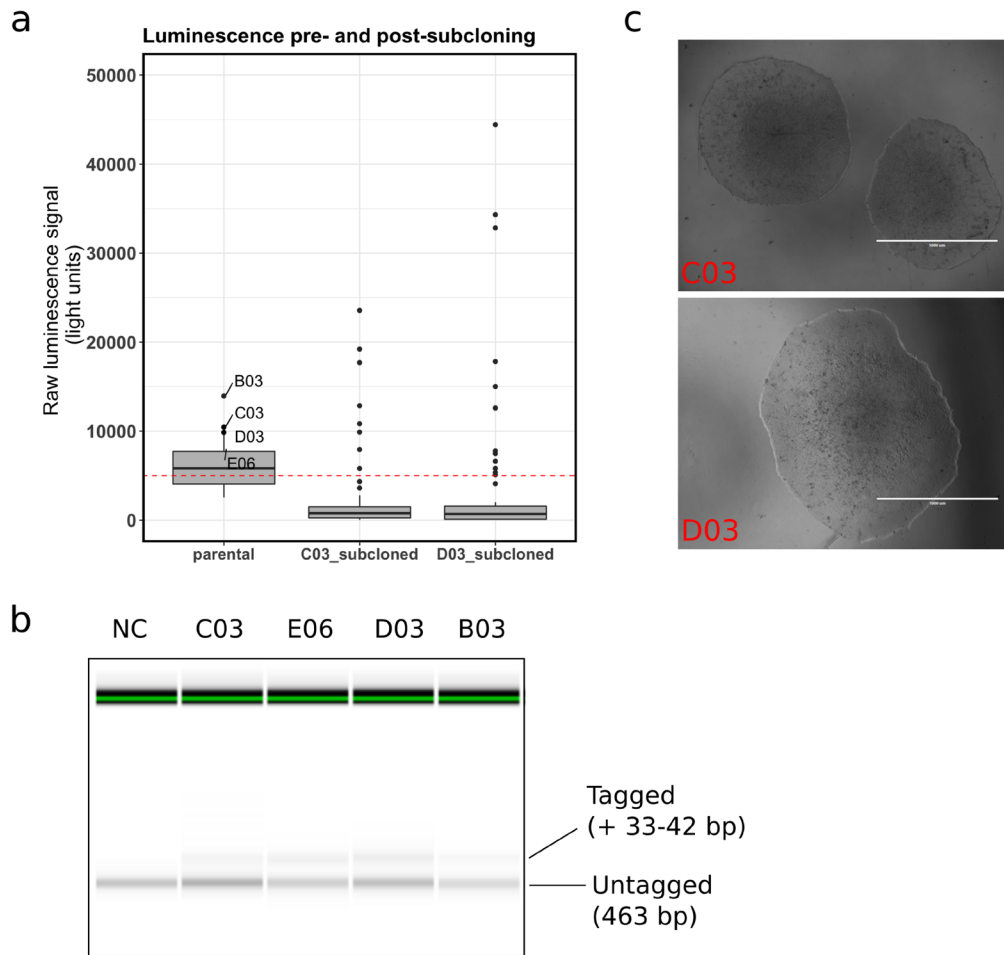 a
Luminescence pre- and post-subcloning
Raw luminescence signal
(light units)
50000
40000
30000
20000
10000
0
B03
C03
D03
E06
parental
C03_subcloned
D03_subcloned
b
NC
C03
E06
D03
B03
Tagged
(+ 33-42 bp)
Untagged
(463 bp)
c
C03
D03